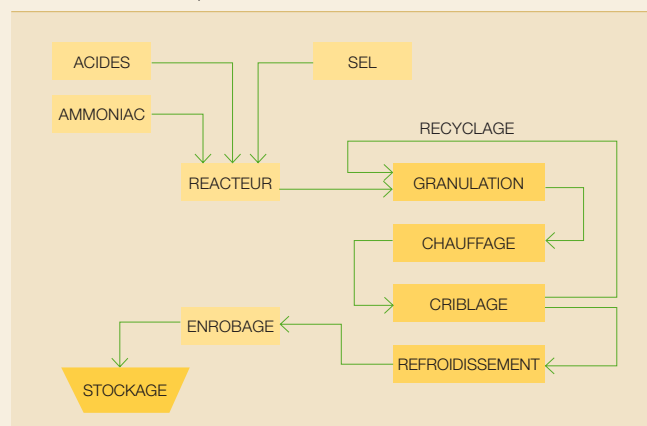 ACIDES
SEL
AMMONIAC
RECYCLAGE
REACTEUR
GRANULATION
CHAUFFAGE
CRIBLAGE
ENROBAGE
REFROIDISSEMENT
STOCKAGE